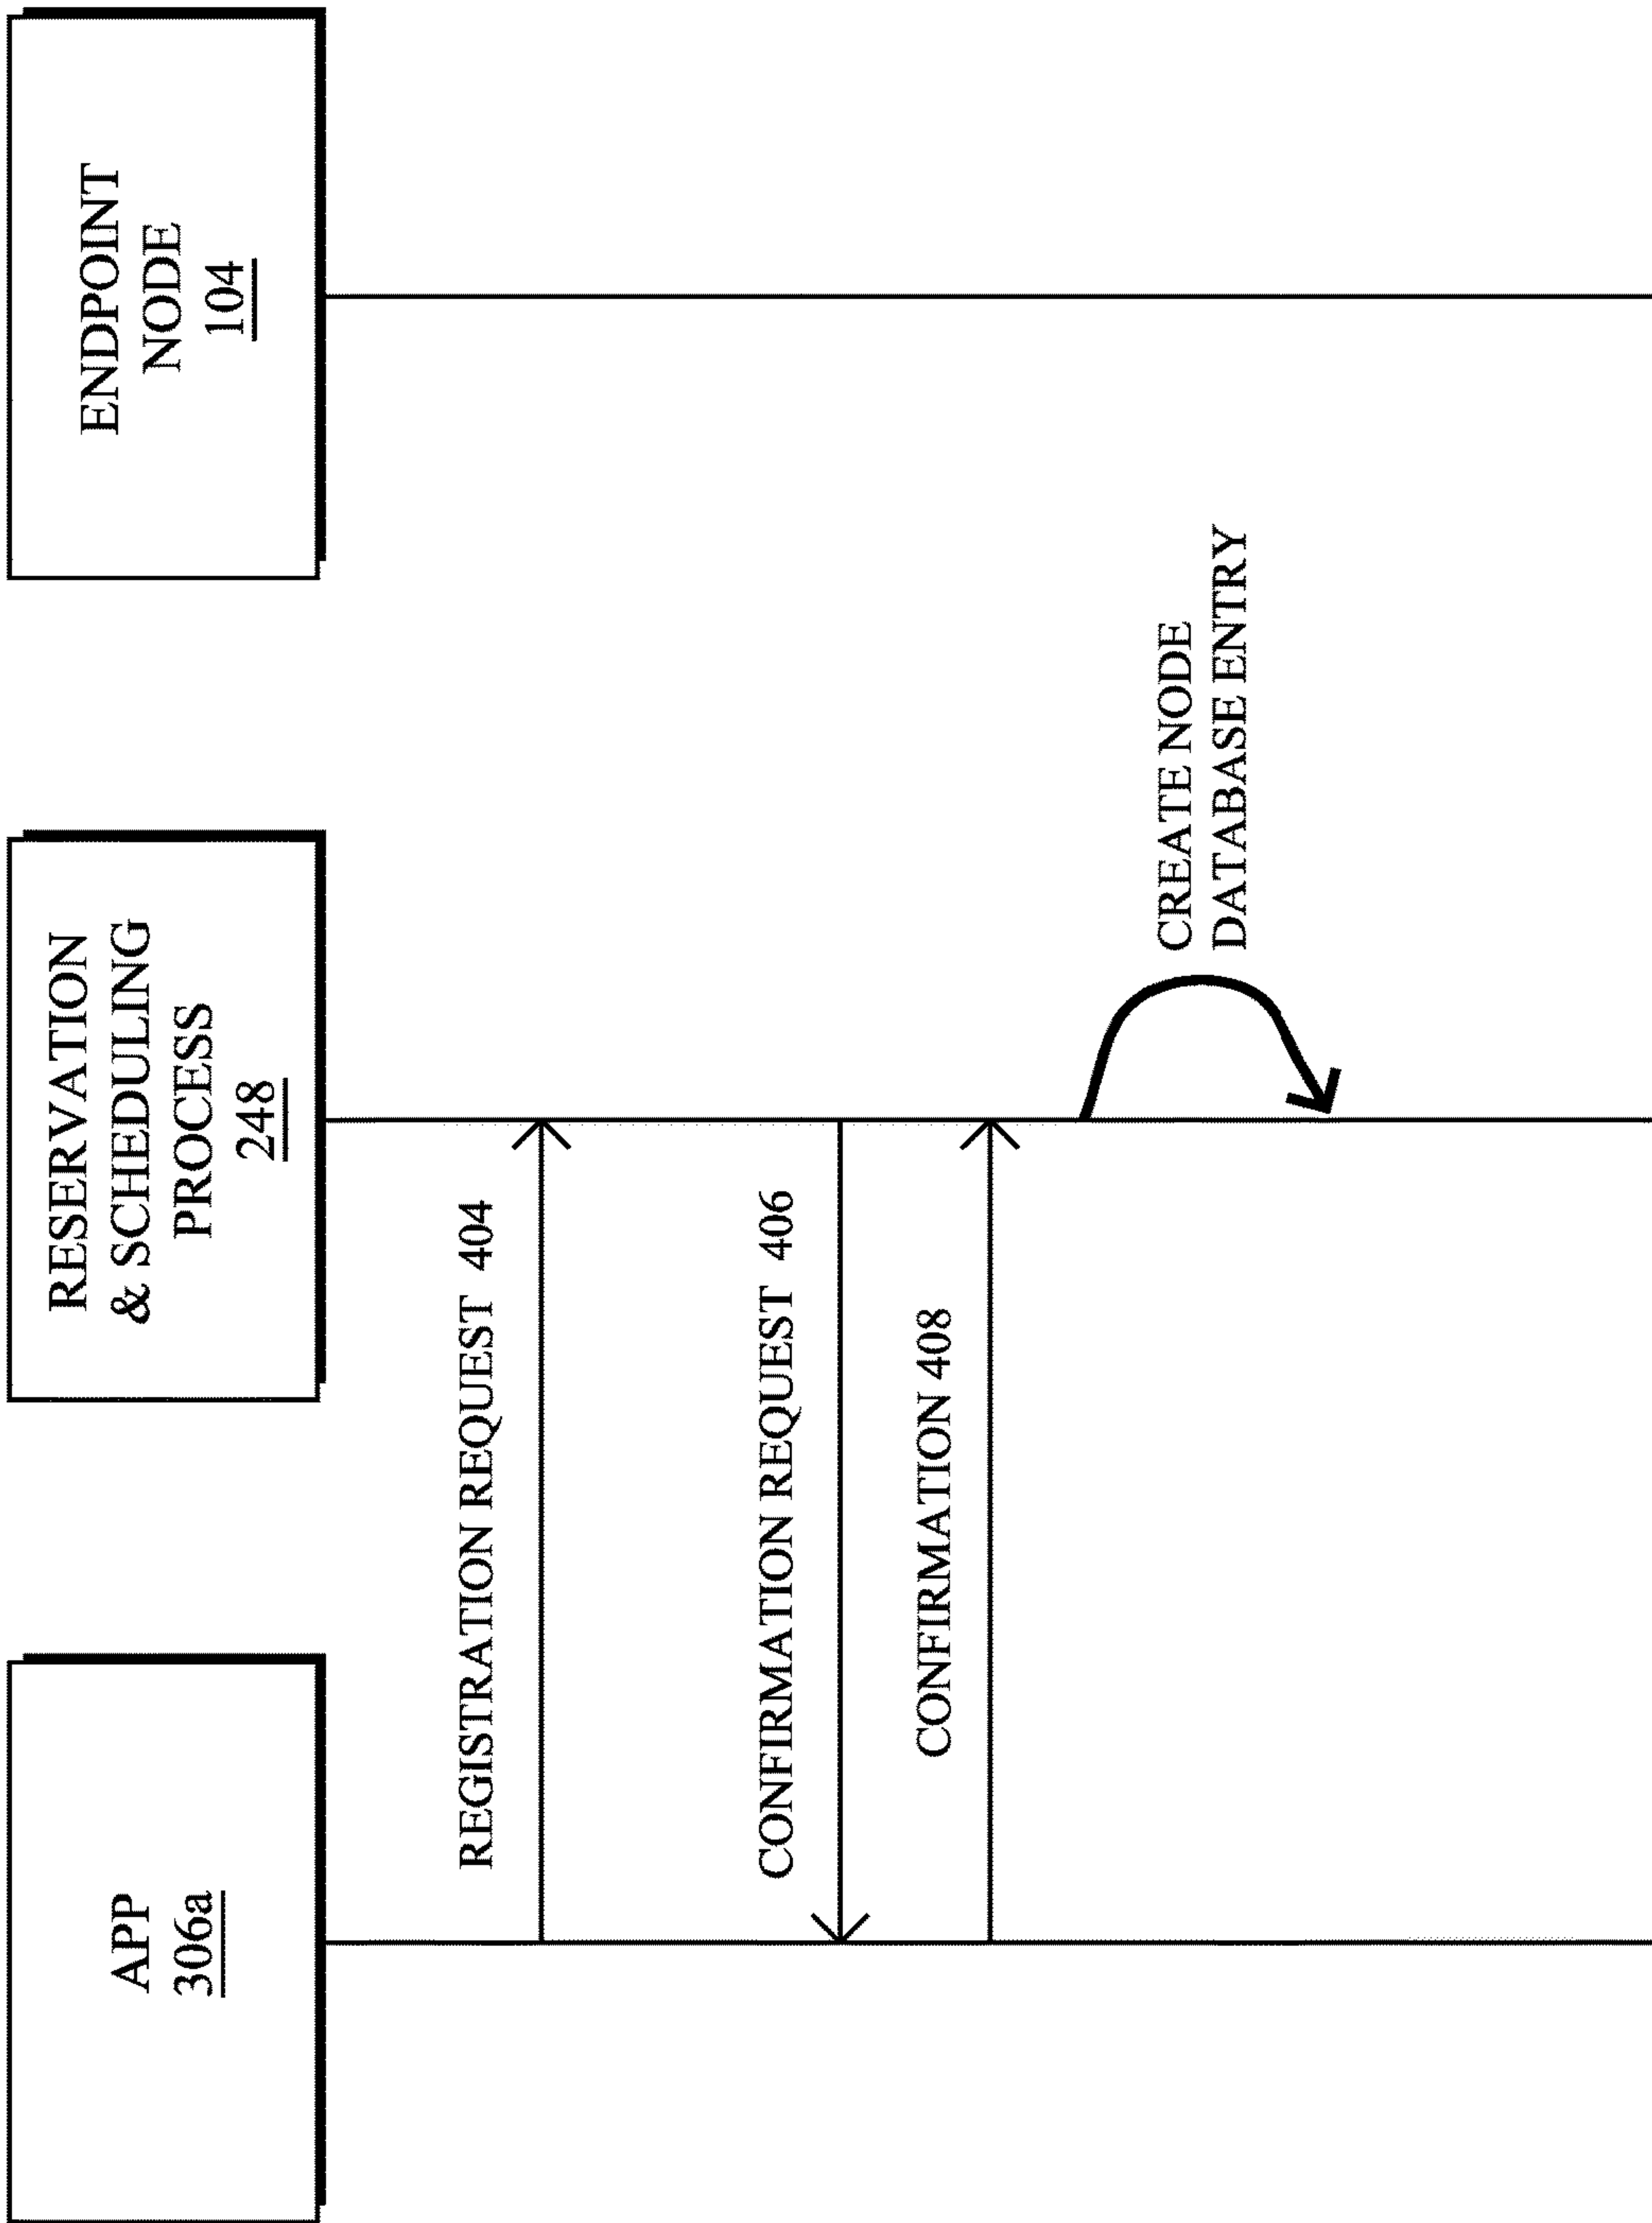 APP
306a
RESERVATION
& SCHEDULING
PROCESS
248
ENDPOINT
NODE
104
REGISTRATION REQUEST 404
CONFIRMATION REQUEST 406
CONFIRMATION 408
CREATE NODE
DATABASE ENTRY